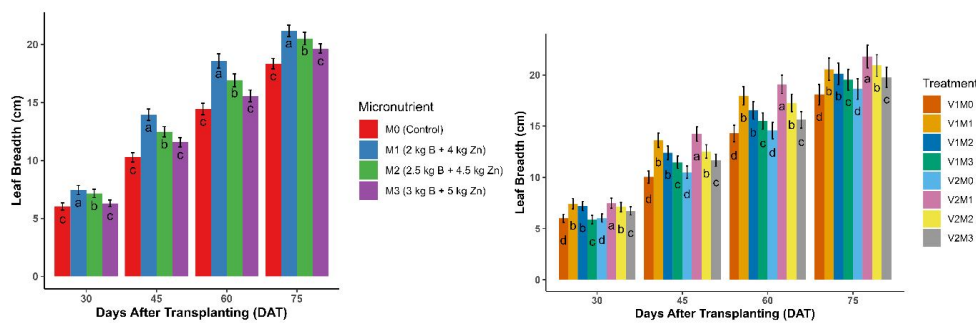 Leaf Breadth (cm)
20
15
10
5
0
a
b
c
c
a
b
c
c
a
b
c
c
a
b
c
c
30
45
60
75
Days After Transplanting (DAT)
Micronutrient
M0 (Control)
M1 (2 kg B + 4 kg Zn)
M2 (2.5 kg B + 4.5 kg Zn)
M3 (3 kg B + 5 kg Zn)
Leaf Breadth (cm)
20
15
10
5
0
d
b
b
c
d
a
b
c
d
b
b
c
d
a
b
c
d
b
b
c
d
a
b
c
d
b
b
c
d
a
b
c
30
45
60
75
Days After Transplanting (DAT)
Treatment
V1M0
V1M1
V1M2
V1M3
V2M0
V2M1
V2M2
V2M3